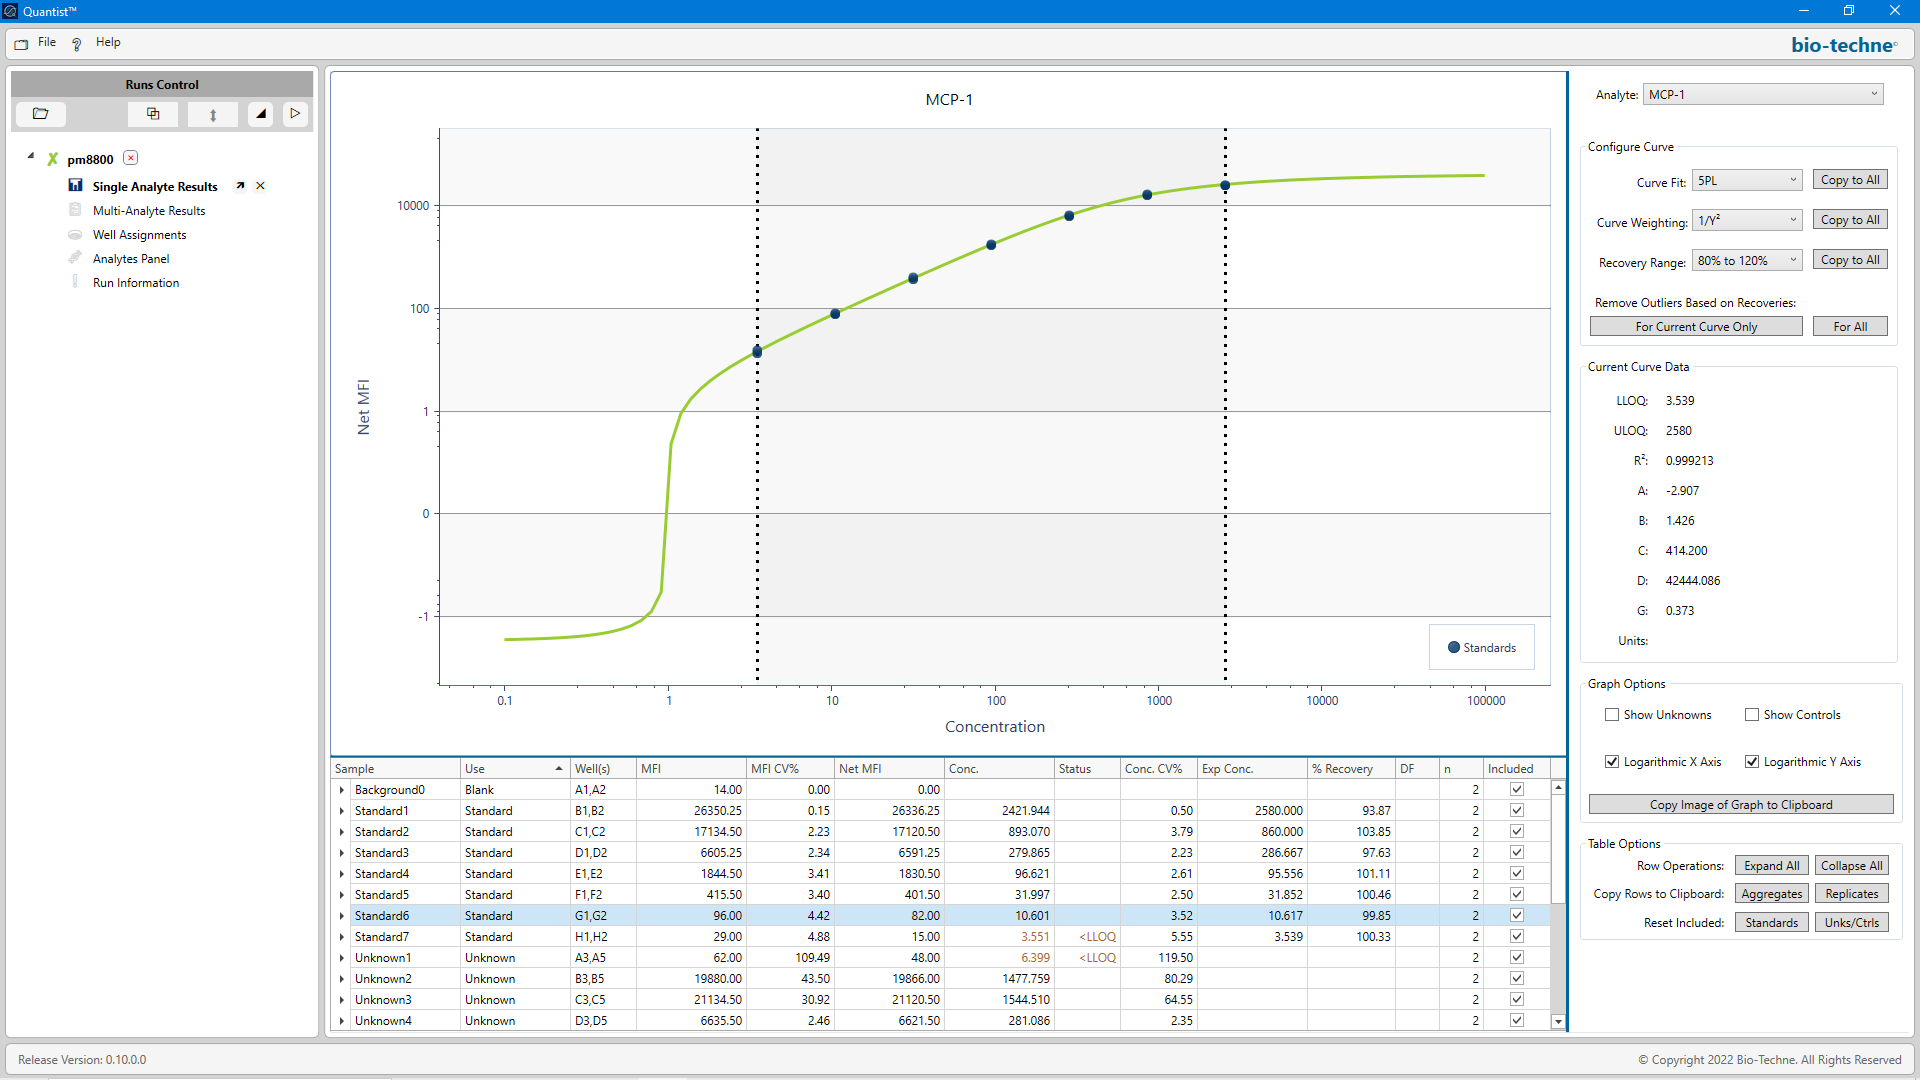 Quantist™
File Help
bio-techne
Runs Control
pm8800
Single Analyte Results
Multi-Analyte Results
Well Assignments
Analytes Panel
Run Information
MCP-1
10000
100
1
0
-1
Net MFI
0.1 1 10 100 1000 10000 100000
Concentration
Standards
Sample Use Well(s) MFI MFI CV% Net MFI Conc. Status Conc. CV% Exp Conc. % Recovery DF n Included
Background0 Blank A1,A2 14.00 0.00 0.00 2
Standard1 Standard B1,B2 26350.25 0.15 26336.25 2421.944 0.50 2580.000 93.87 2
Standard2 Standard C1,C2 17134.50 2.23 17120.50 893.070 3.79 860.000 103.85 2
Standard3 Standard D1,D2 6605.25 2.34 6591.25 279.865 2.23 286.667 97.63 2
Standard4 Standard E1,E2 1844.50 3.41 1830.50 96.621 2.61 95.556 101.11 2
Standard5 Standard F1,F2 415.50 3.40 401.50 31.997 2.50 31.852 100.46 2
Standard6 Standard G1,G2 96.00 4.42 82.00 10.601 3.52 10.617 99.85 2
Standard7 Standard H1,H2 29.00 4.88 15.00 3.551 <LLOQ 5.55 3.539 100.33 2
Unknown1 Unknown A3,A5 62.00 109.49 48.00 6.399 <LLOQ 119.50 2
Unknown2 Unknown B3,B5 19880.00 43.50 19866.00 1477.759 80.29 2
Unknown3 Unknown C3,C5 21134.50 30.92 21120.50 1544.510 64.55 2
Unknown4 Unknown D3,D5 6635.50 2.46 6621.50 281.086 2.35 2
Analyte: MCP-1
Configure Curve
Curve Fit: 5PL Copy to All
Curve Weighting: 1/Y² Copy to All
Recovery Range: 80% to 120% Copy to All
Remove Outliers Based on Recoveries:
For Current Curve Only For All
Current Curve Data
LLOQ: 3.539
ULOQ: 2580
R²: 0.999213
A: -2.907
B: 1.426
C: 414.200
D: 42444.086
G: 0.373
Units:
Graph Options
Show Unknowns Show Controls
Logarithmic X Axis Logarithmic Y Axis
Copy Image of Graph to Clipboard
Table Options
Row Operations: Expand All Collapse All
Copy Rows to Clipboard: Aggregates Replicates
Reset Included: Standards Unks/Ctrls
Release Version: 0.10.0.0
© Copyright 2022 Bio-Techne. All Rights Reserved